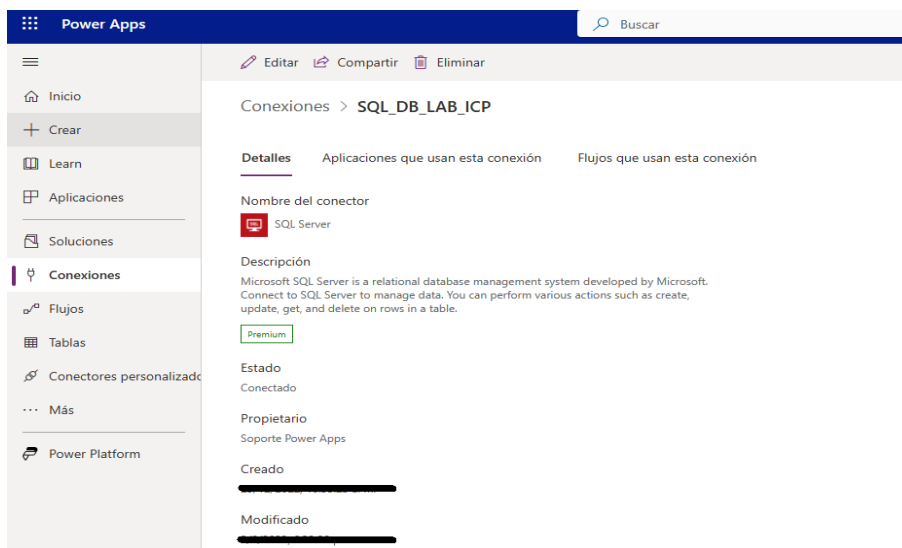 Power Apps
Buscar
Editar Compartir Eliminar
Inicio
Crear
Learn
Aplicaciones
Soluciones
Conexiones
Flujos
Tablas
Conectores personalizado
Más
Power Platform
Conexiones > SQL_DB_LAB_ICP
Detalles Aplicaciones que usan esta conexión Flujos que usan esta conexión
Nombre del conector
SQL Server
Descripción
Microsoft SQL Server is a relational database management system developed by Microsoft.
Connect to SQL Server to manage data. You can perform various actions such as create,
update, get, and delete on rows in a table.
Premium
Estado
Conectado
Propietario
Soporte Power Apps
Creado
Modificado